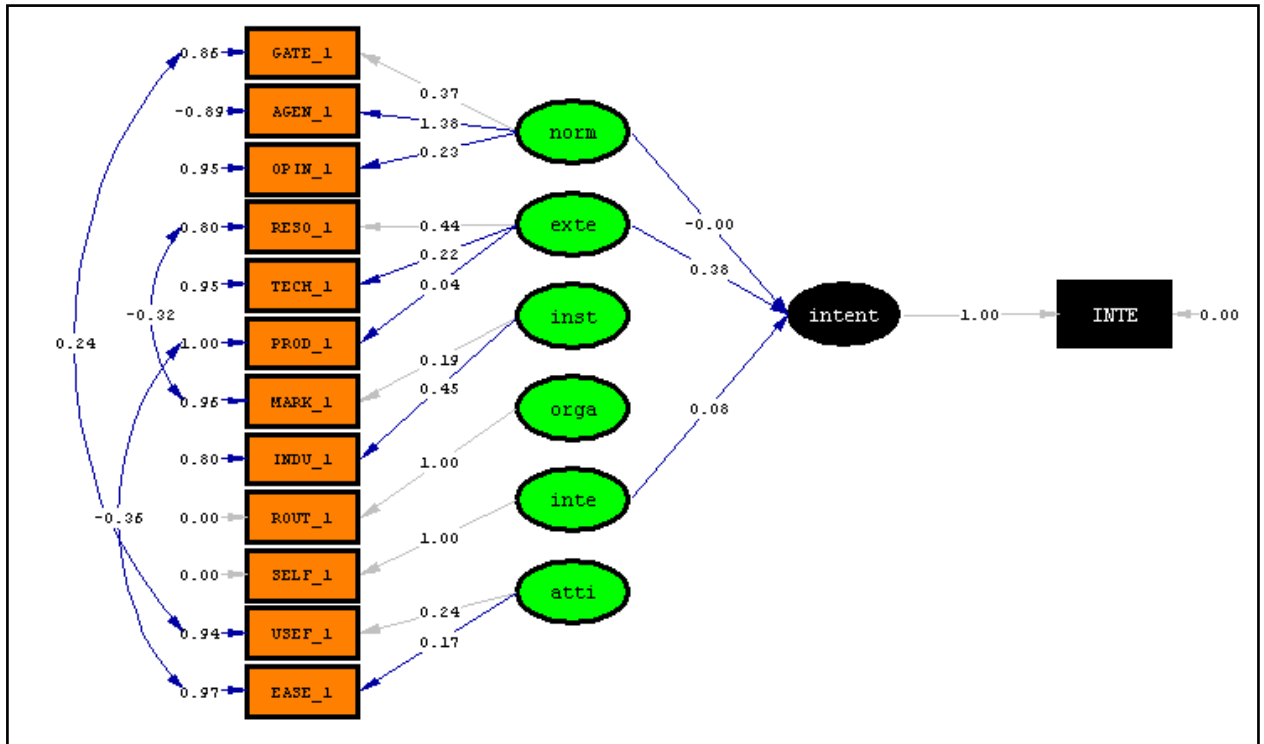 0.86 GATE_1
0.37
-0.89 AGEN_1 1.38 norm
0.95 OPIN_1 0.23
0.80 RESO_1 0.44 exte -0.00
0.95 TECH_1 0.22 0.38
-0.32 0.04 inst intent 1.00 INTE 0.00
0.24 1.00 PROD_1
0.19
0.96 MARK_1 0.45 orga 0.08
0.80 INDU_1 1.00
-0.36 0.00 ROUT_1 inte
1.00
0.00 SELF_1 atti
0.24
0.94 USEF_1 0.17
0.97 EASE_1